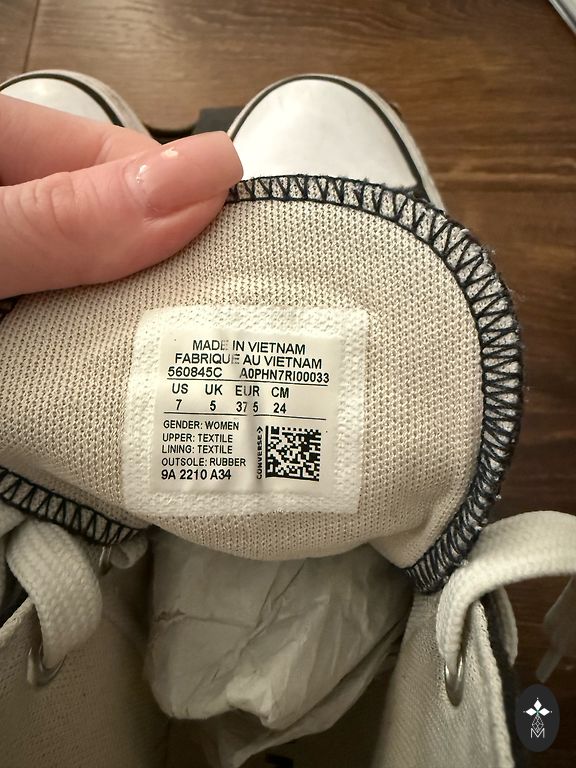 MADE IN VIETNAM
FABRIQUE AU VIETNAM
560845C A0PHN7RI00033
US UK EUR CM
7 5 37 5 24
GENDER: WOMEN
UPPER: TEXTILE
LINING: TEXTILE
OUTSOLE: RUBBER
9A 2210 A34
CONVERSE
M